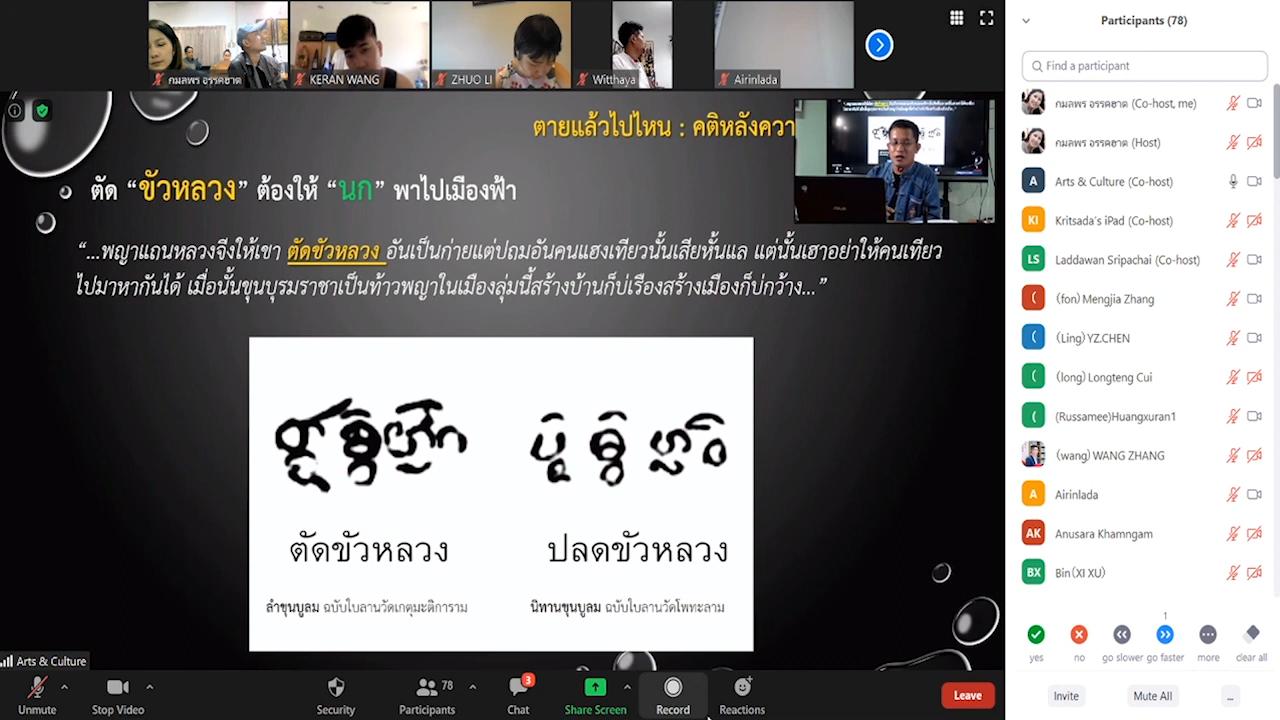 กมลพร อรรคฮาต
KERAN WANG
ZHUO LI
Witthaya
Airinlada
ตายแล้วไปไหน : คติหลังควา
ตัด “ขัวหลวง” ต้องให้ “นก” พาไปเมืองฟ้า
“...พญาแถนหลวงจึงให้เขา ตัดขัวหลวง อันเป็นก่ายแต่ปถมอันคนแฮงเทียวนั้นเสียหั้นแล แต่นั้นเฮาอย่าให้คนเทียว
ไปมาหากันได้ เมื่อนั้นขุนบุรมราชาเป็นท้าวพญาในเมืองลุ่มนี้สร้างบ้านก็บ่เรืองสร้างเมืองก็บ่กว้าง...”
ตัดขัวหลวง
ปลดขัวหลวง
ลำขุนบูลม ฉบับใบลานวัดเกตุมะติการาม
นิทานขุนบูลม ฉบับใบลานวัดโพทะลาม
Arts & Culture
Unmute
Stop Video
Security
78
Participants
3
Chat
Share Screen
Record
Reactions
Leave
Participants (78)
Find a participant
กมลพร อรรคฮาต (Co-host, me)
กมลพร อรรคฮาต (Host)
A Arts & Culture (Co-host)
KI Kritsada's iPad (Co-host)
LS Laddawan Sripachai (Co-host)
( (fon) Mengjia Zhang
( (Ling) YZ.CHEN
( (long) Longteng Cui
( (Russamee)Huangxuran1
(wang) WANG ZHANG
A Airinlada
AK Anusara Khamngam
BX Bin(XI XU)
1
yes
no
go slower
go faster
more
clear all
Invite
Mute All
...